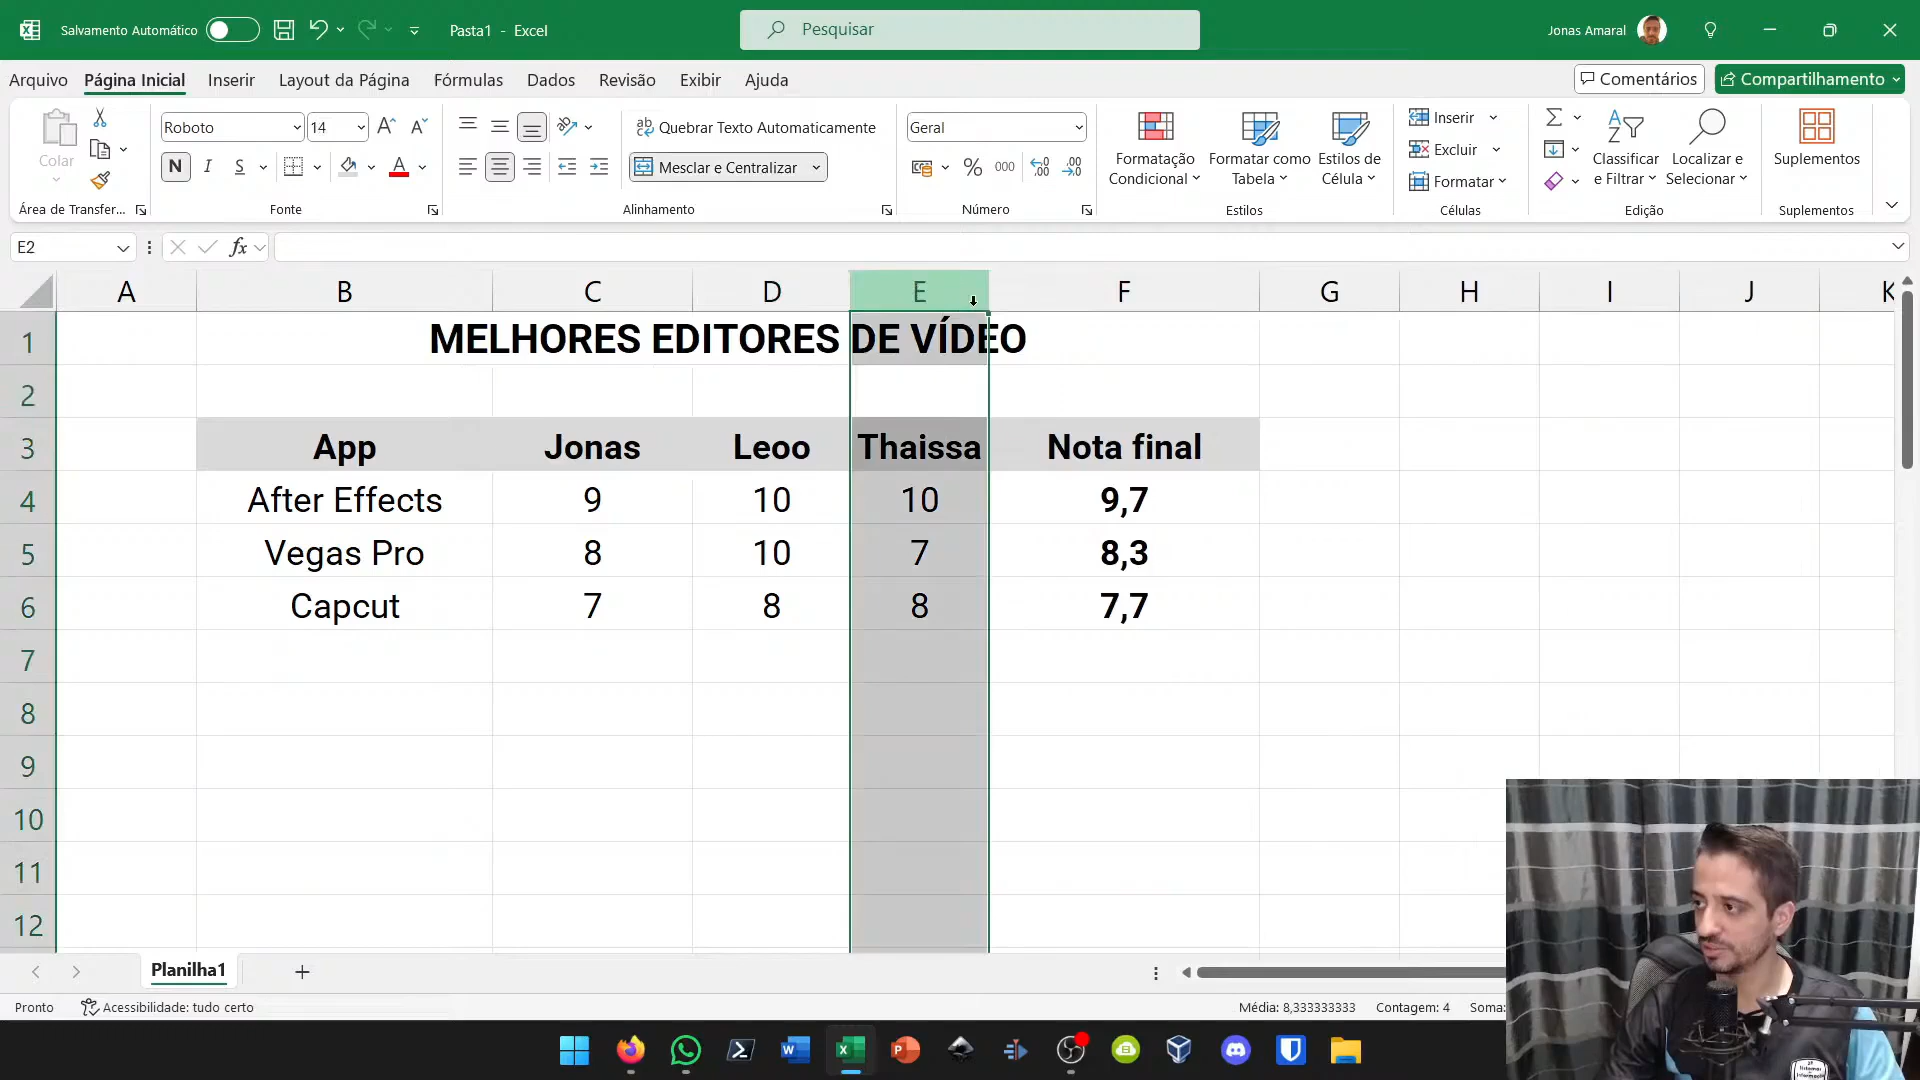 Salvamento Automático
Pasta1 - Excel
Pesquisar
Jonas Amaral
Arquivo Página Inicial Inserir Layout da Página Fórmulas Dados Revisão Exibir Ajuda
Comentários Compartilhamento
Colar
Área de Transfer...
Roboto 14
N I S
Fonte
Quebrar Texto Automaticamente
Mesclar e Centralizar
Alinhamento
Geral
% 000
Número
Formatação Condicional
Formatar como Tabela
Estilos de Célula
Estilos
Inserir
Excluir
Formatar
Células
Classificar e Filtrar
Localizar e Selecionar
Edição
Suplementos
Suplementos
E2 fx
A B C D E F G H I J K
1 MELHORES EDITORES DE VÍDEO
2
3 App Jonas Leoo Thaissa Nota final
4 After Effects 9 10 10 9,7
5 Vegas Pro 8 10 7 8,3
6 Capcut 7 8 8 7,7
7
8
9
10
11
12
Planilha1
Pronto Acessibilidade: tudo certo Média: 8,333333333 Contagem: 4 Soma: